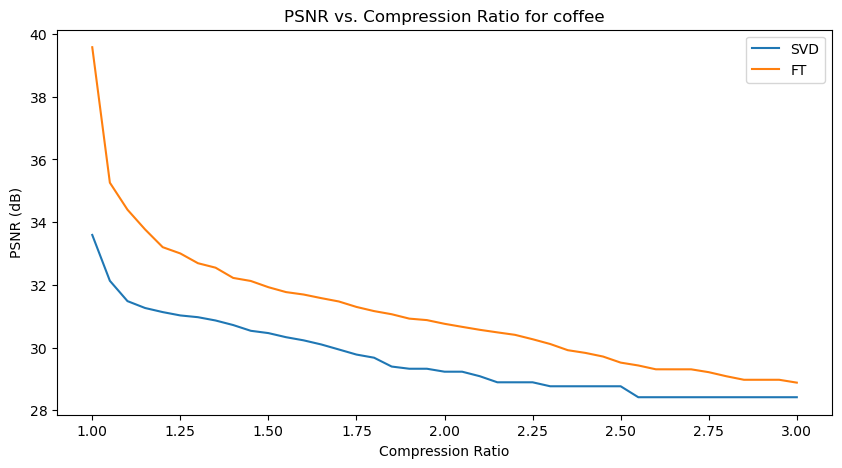 PSNR vs. Compression Ratio for coffee
40
38
36
34
32
30
28
PSNR (dB)
SVD
FT
1.00 1.25 1.50 1.75 2.00 2.25 2.50 2.75 3.00
Compression Ratio